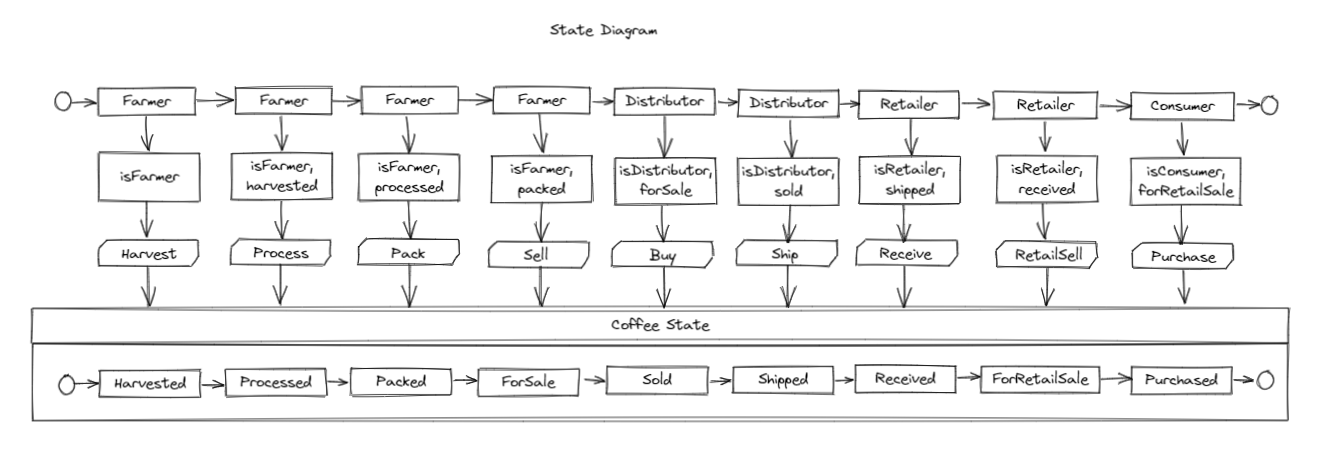 State Diagram
Farmer
Farmer
Farmer
Farmer
Distributor
Distributor
Retailer
Retailer
Consumer
isFarmer
isFarmer,
harvested
isFarmer,
processed
isFarmer,
packed
isDistributor,
forSale
isDistributor,
sold
isRetailer,
shipped
isRetailer,
received
isConsumer,
forRetailSale
Harvest
Process
Pack
Sell
Buy
Ship
Receive
RetailSell
Purchase
Coffee State
Harvested
Processed
Packed
ForSale
Sold
Shipped
Received
ForRetailSale
Purchased